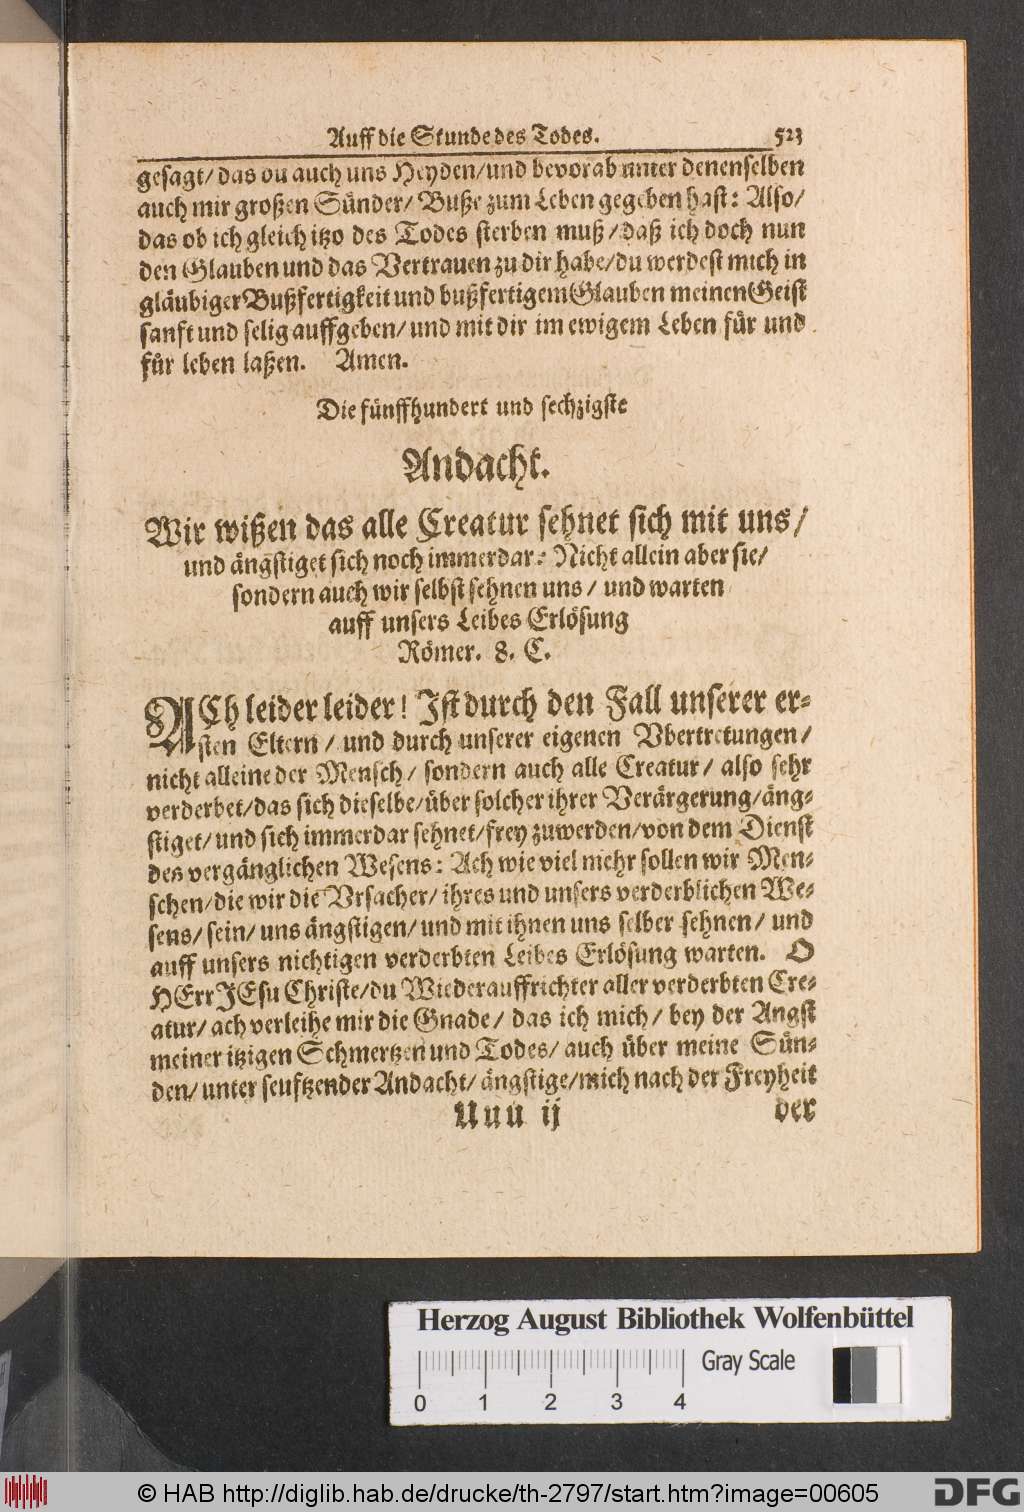 Auff die Stunde des Todes. 523
gesagt/ das du auch uns Heyden/ und bevorab unter denenselben
auch mir großen Sünder/ Buße zum Leben gegeben hast: Also/
das ob ich gleich itzo des Todes sterben muß/ daß ich doch nun
den Glauben und das Vertrauen zu dir habe/ du werdest mich in
gläubiger Bußfertigkeit und bußfertigem Glauben meinen Geist
sanft und selig auffgeben/ und mit dir im ewigem Leben für und
für leben laßen. Amen.
Die fünffhundert und sechzigste
Andacht.
Wir wißen das alle Creatur sehnet sich mit uns/
und ängstiget sich noch immerdar: Nicht allein aber sie/
sondern auch wir selbst sehnen uns/ und warten
auff unsers Leibes Erlösung
Römer. 8. C.
ACh leider leider! Ist durch den Fall unserer er-
sten Eltern/ und durch unserer eigenen Vbertretungen/
nicht alleine der Mensch/ sondern auch alle Creatur/ also sehr
verderbet/ das sich dieselbe/ über solcher ihrer Verärgerung/ äng-
stiget/ und sich immerdar sehnet/ frey zuwerden/ von dem Dienst
des vergänglichen Wesens: Ach wie viel mehr sollen wir Men-
schen/ die wir die Vrsacher/ ihres und unsers verderblichen We-
sens/ sein/ uns ängstigen/ und mit ihnen uns selber sehnen/ und
auff unsers nichtigen verderbten Leibes Erlösung warten. O
HErr JEsu Christe/ du Wiederauffrichter aller verderbten Cre-
atur/ ach verleihe mir die Gnade/ das ich mich/ bey der Angst
meiner itzigen Schmertzen und Todes/ auch über meine Sün-
den/ unter seuftzender Andacht/ ängstige/ mich nach der Freyheit
Uuu ij der
Herzog August Bibliothek Wolfenbüttel
Gray Scale
0 1 2 3 4
© HAB http://diglib.hab.de/drucke/th-2797/start.htm?image=00605
DFG